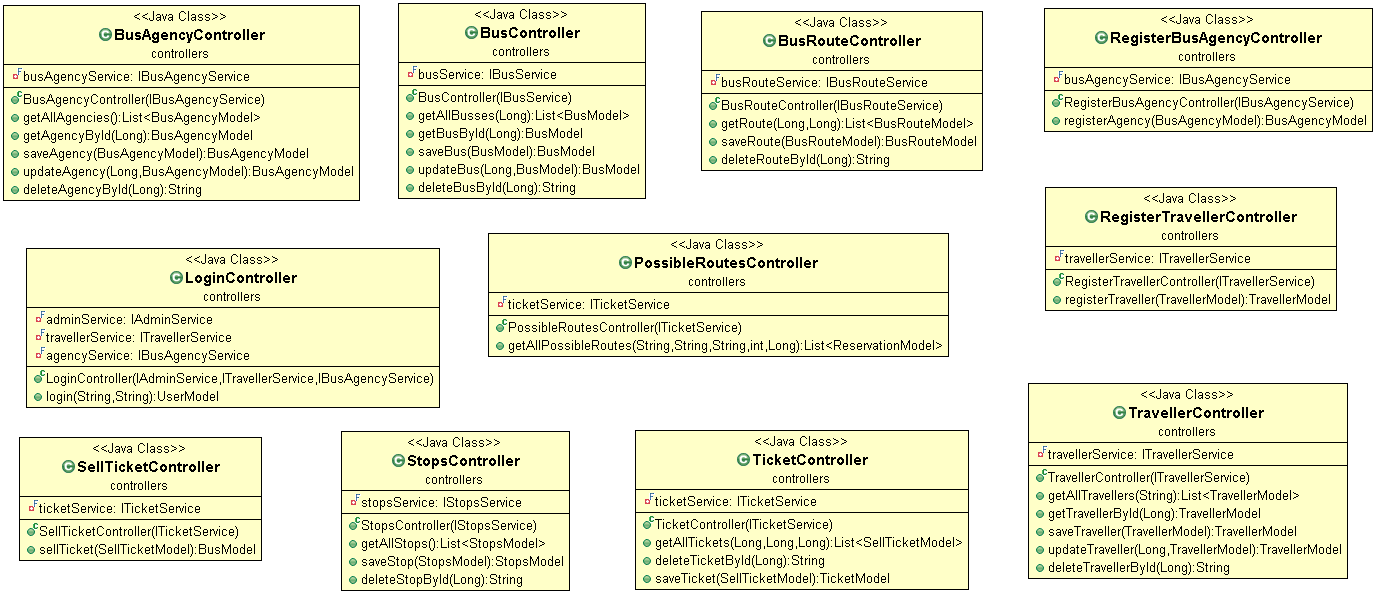 <<Java Class>>
BusAgencyController
controllers
busAgencyService: IBusAgencyService
BusAgencyController(IBusAgencyService)
getAllAgencies():List<BusAgencyModel>
getAgencyById(Long):BusAgencyModel
saveAgency(BusAgencyModel):BusAgencyModel
updateAgency(Long,BusAgencyModel):BusAgencyModel
deleteAgencyById(Long):String
<<Java Class>>
BusController
controllers
busService: IBusService
BusController(IBusService)
getAllBusses(Long):List<BusModel>
getBusById(Long):BusModel
saveBus(BusModel):BusModel
updateBus(Long,BusModel):BusModel
deleteBusById(Long):String
<<Java Class>>
BusRouteController
controllers
busRouteService: IBusRouteService
BusRouteController(IBusRouteService)
getRoute(Long,Long):List<BusRouteModel>
saveRoute(BusRouteModel):BusRouteModel
deleteRouteById(Long):String
<<Java Class>>
RegisterBusAgencyController
controllers
busAgencyService: IBusAgencyService
RegisterBusAgencyController(IBusAgencyService)
registerAgency(BusAgencyModel):BusAgencyModel
<<Java Class>>
RegisterTravellerController
controllers
travellerService: ITravellerService
RegisterTravellerController(ITravellerService)
registerTraveller(TravellerModel):TravellerModel
<<Java Class>>
LoginController
controllers
adminService: IAdminService
travellerService: ITravellerService
agencyService: IBusAgencyService
LoginController(IAdminService,ITravellerService,IBusAgencyService)
login(String,String):UserModel
<<Java Class>>
PossibleRoutesController
controllers
ticketService: ITicketService
PossibleRoutesController(ITicketService)
getAllPossibleRoutes(String,String,String,int,Long):List<ReservationModel>
<<Java Class>>
SellTicketController
controllers
ticketService: ITicketService
SellTicketController(ITicketService)
sellTicket(SellTicketModel):BusModel
<<Java Class>>
StopsController
controllers
stopsService: IStopsService
StopsController(IStopsService)
getAllStops():List<StopsModel>
saveStop(StopsModel):StopsModel
deleteStopById(Long):String
<<Java Class>>
TicketController
controllers
ticketService: ITicketService
TicketController(ITicketService)
getAllTickets(Long,Long,Long):List<SellTicketModel>
deleteTicketById(Long):String
saveTicket(SellTicketModel):TicketModel
<<Java Class>>
TravellerController
controllers
travellerService: ITravellerService
TravellerController(ITravellerService)
getAllTravellers(String):List<TravellerModel>
getTravellerById(Long):TravellerModel
saveTraveller(TravellerModel):TravellerModel
updateTraveller(Long,TravellerModel):TravellerModel
deleteTravellerById(Long):String